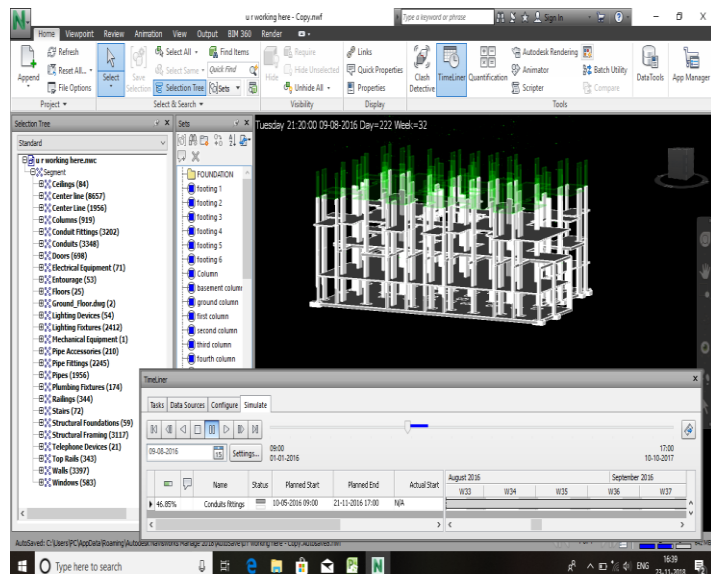 u r working here - Copy.nwf
Type a keyword or phrase
Sign In
Home Viewpoint Review Animation View Output BIM 360 Render
Append
Refresh
Reset All...
File Options
Project
Select
Save Selection
Select All
Select Same
Selection Tree
Find Items
Quick Find
Sets
Select & Search
Hide
Require
Hide Unselected
Unhide All
Visibility
Links
Quick Properties
Properties
Display
Clash Detective
TimeLiner
Quantification
Autodesk Rendering
Animator
Scripter
Batch Utility
Compare
Tools
DataTools
App Manager
Selection Tree
Standard
u r working here.nwc
Segment
Ceilings (84)
Center line (8657)
Center Line (1956)
Columns (919)
Conduit Fittings (3202)
Conduits (3348)
Doors (698)
Electrical Equipment (71)
Entourage (53)
Floors (25)
Ground_Floor.dwg (2)
Lighting Devices (54)
Lighting Fixtures (2412)
Mechanical Equipment (1)
Pipe Accessories (210)
Pipe Fittings (2245)
Pipes (1956)
Plumbing Fixtures (174)
Railings (344)
Stairs (72)
Structural Foundations (59)
Structural Framing (3117)
Telephone Devices (21)
Top Rails (343)
Walls (3397)
Windows (583)
Sets
FOUNDATION
footing 1
footing 2
footing 3
footing 4
footing 5
footing 6
Column
basement column
ground column
first column
second column
third column
fourth column
Tuesday 21:20:00 09-08-2016 Day=222 Week=32
TimeLiner
Tasks Data Sources Configure Simulate
09-08-2016
15
Settings...
09:00
01-01-2016
17:00
10-10-2017
Name Status Planned Start Planned End Actual Start
August 2016 September 2016
W33 W34 W35 W36 W37
46.85% Conduits fittings 10-05-2016 09:00 21-11-2016 17:00 N/A
Type here to search
ENG
16:39
23-11-2018